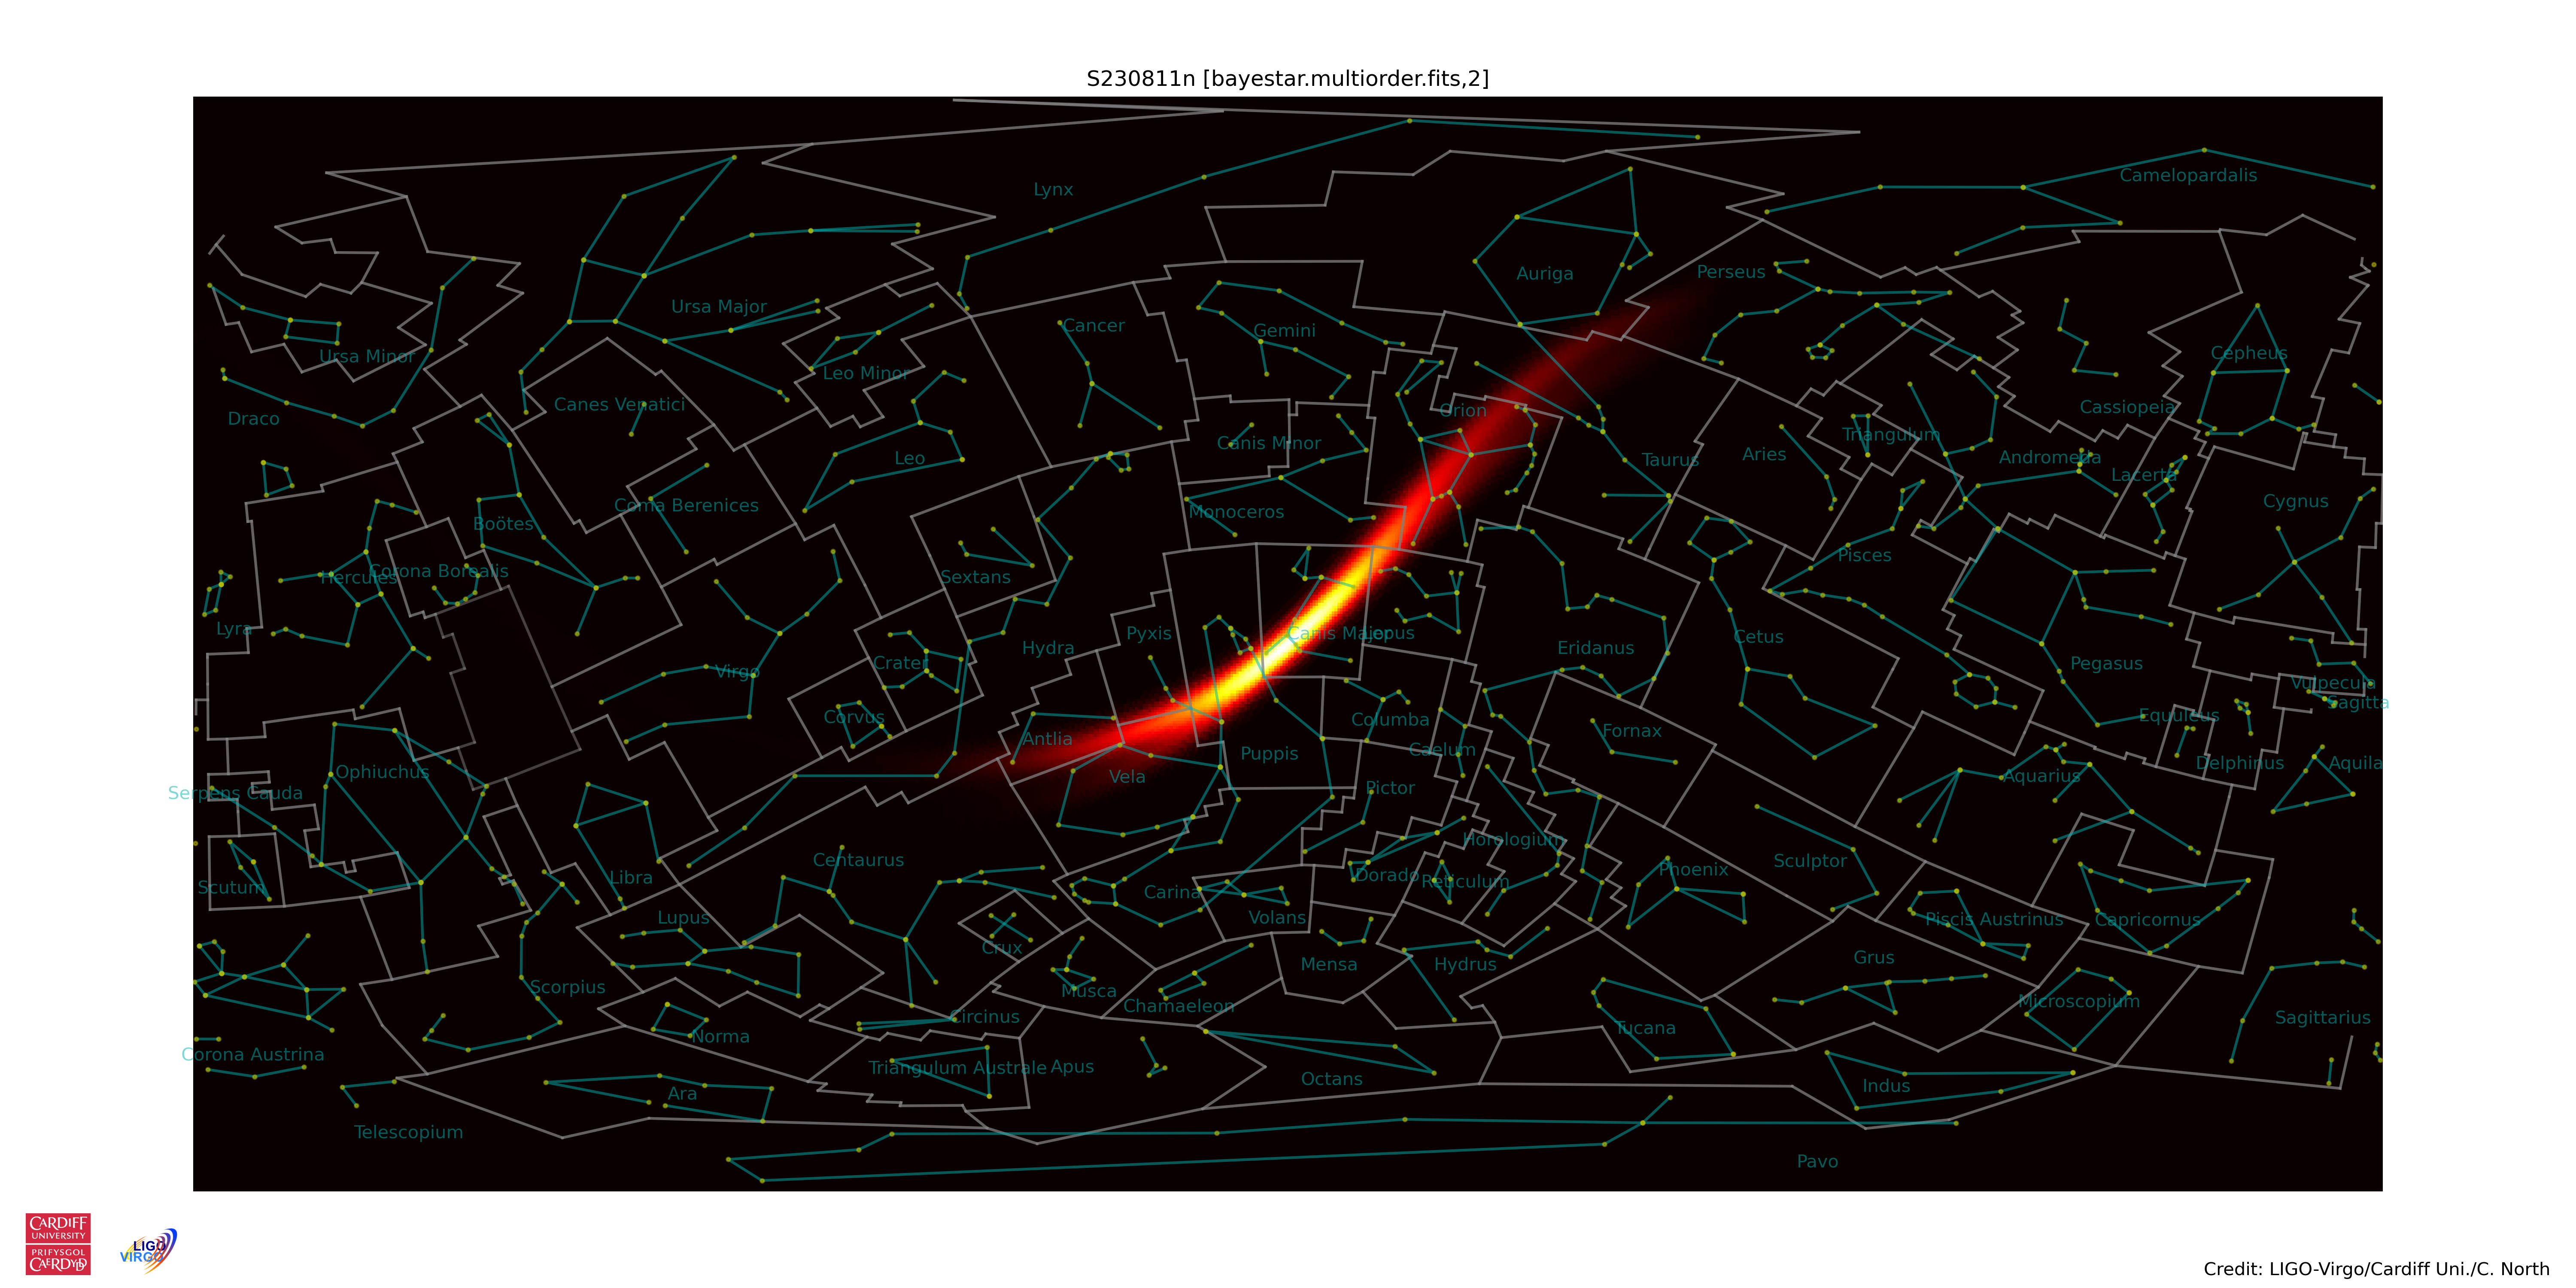 S230811n [bayestar.multiorder.fits,2]
Camelopardalis
Lynx
Perseus
Auriga
Ursa Major
Cancer
Gemini
Ursa Minor
Cepheus
Leo Minor
Canes Venatici
Cassiopeia
Orion
Draco
Triangulum
Canis Minor
Aries
Leo
Taurus
Andromeda
Lacerta
Cygnus
Coma Berenices
Monoceros
Boötes
Pisces
Corona Borealis
Hercules
Sextans
Lyra
Pyxis
Canis Major
Lepus
Cetus
Hydra
Eridanus
Crater
Pegasus
Virgo
Vulpecula
Sagitta
Corvus
Columba
Equuleus
Fornax
Antlia
Caelum
Puppis
Delphinus
Aquila
Ophiuchus
Vela
Aquarius
Pictor
Serpens Cauda
Horologium
Centaurus
Sculptor
Phoenix
Dorado
Libra
Reticulum
Scutum
Carina
Lupus
Volans
Piscis Austrinus
Capricornus
Crux
Grus
Mensa
Hydrus
Scorpius
Musca
Microscopium
Chamaeleon
Circinus
Sagittarius
Tucana
Norma
Corona Austrina
Triangulum Australe
Apus
Octans
Indus
Ara
Telescopium
Pavo
CARDIFF
UNIVERSITY
PRIFYSGOL
CAERDYDD
LIGO
VIRGO
Credit: LIGO-Virgo/Cardiff Uni./C. North